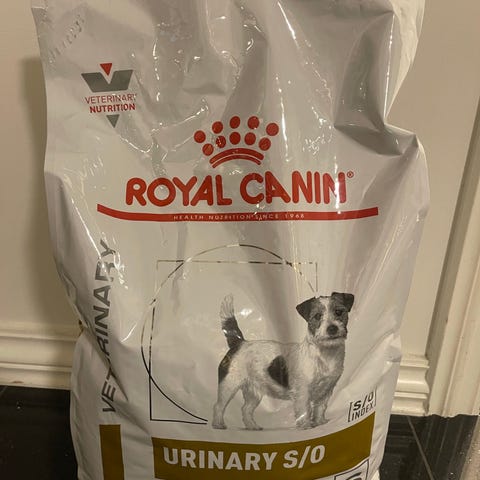 VETERINARY
NUTRITION
ROYAL CANIN®
HEALTH NUTRITION SINCE 1968
VETERINARY
S/O
INDEX
URINARY S/O